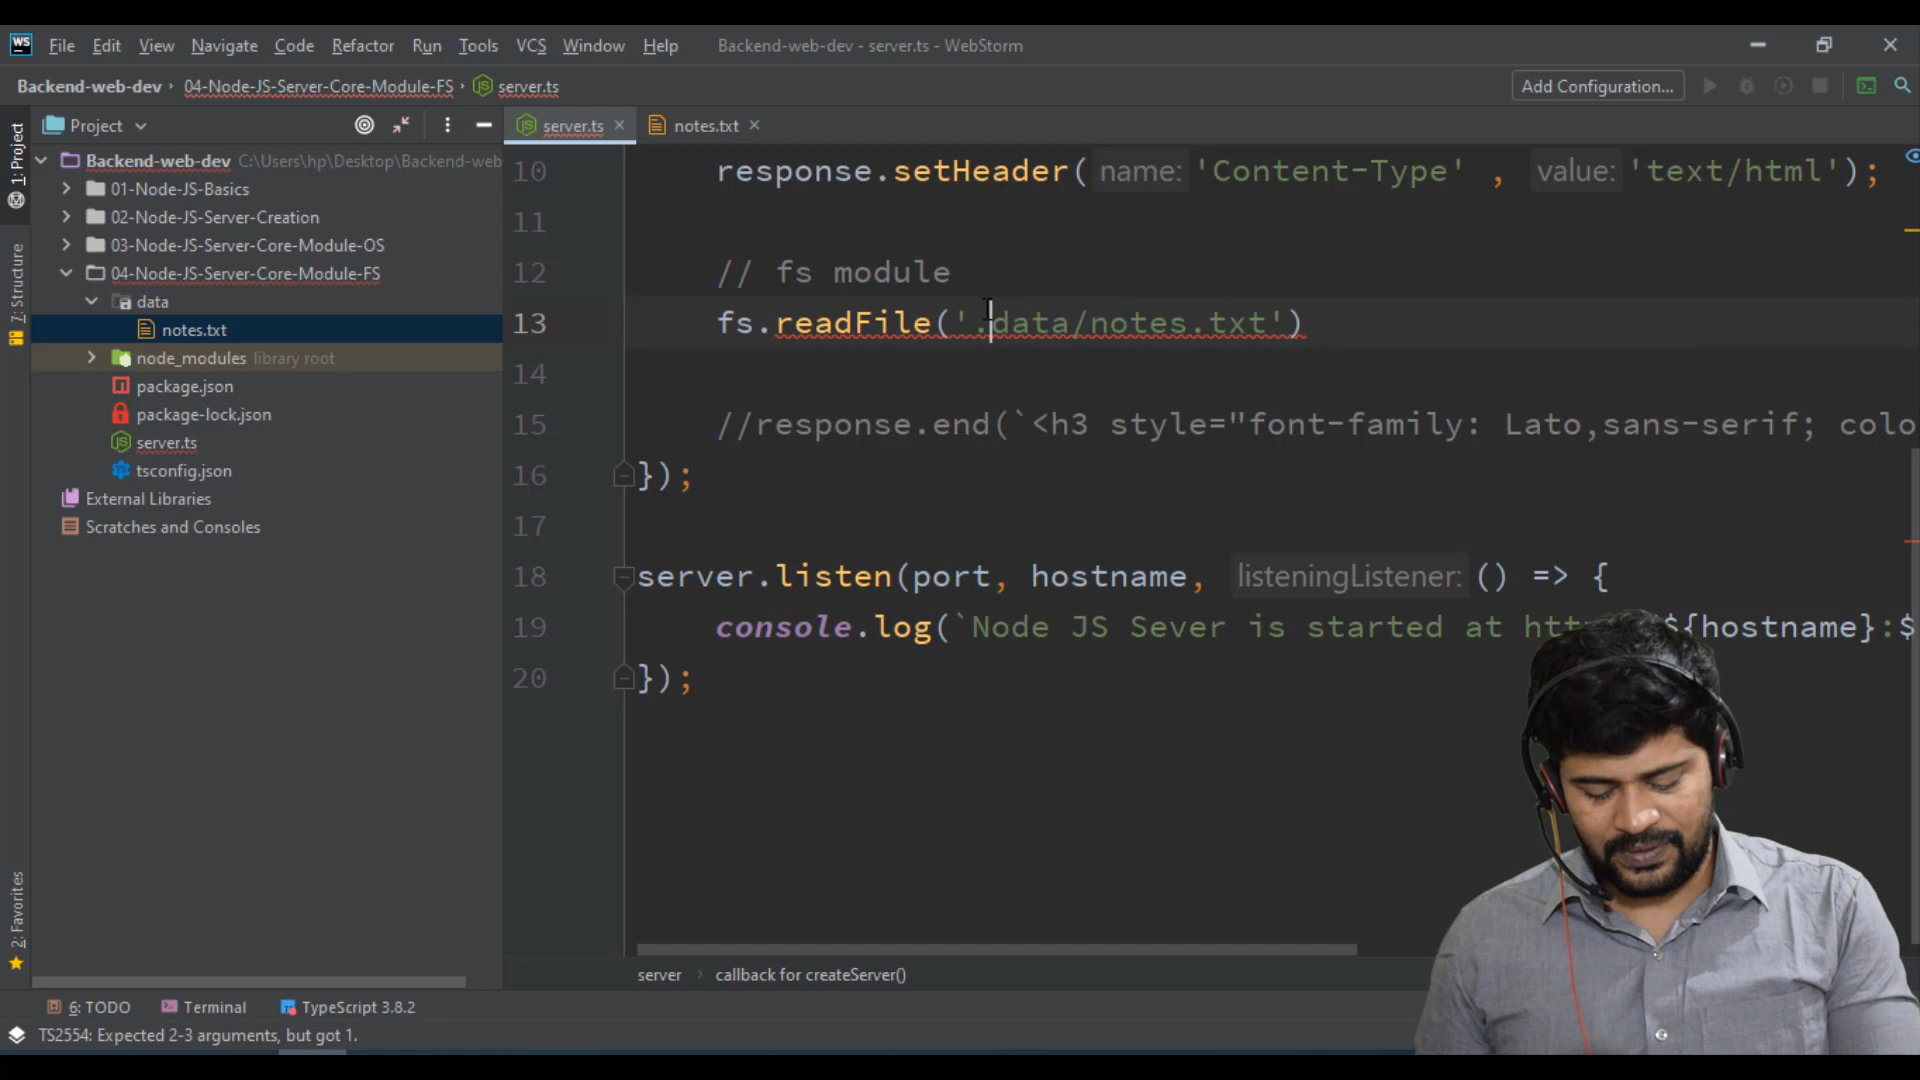 WS File Edit View Navigate Code Refactor Run Tools VCS Window Help Backend-web-dev - server.ts - WebStorm
Backend-web-dev 04-Node-JS-Server-Core-Module-FS JS server.ts Add Configuration...
1: Project
7: Structure
2: Favorites
Project
Backend-web-dev C:\Users\hp\Desktop\Backend-web
01-Node-JS-Basics
02-Node-JS-Server-Creation
03-Node-JS-Server-Core-Module-OS
04-Node-JS-Server-Core-Module-FS
data
notes.txt
node_modules library root
package.json
package-lock.json
JS server.ts
tsconfig.json
External Libraries
Scratches and Consoles
JS server.ts notes.txt
10 response.setHeader( name: 'Content-Type' , value: 'text/html');
11
12 // fs module
13 fs.readFile('.data/notes.txt')
14
15 //response.end(`<h3 style="font-family: Lato,sans-serif; colo
16 });
17
18 server.listen(port, hostname, listeningListener: () => {
19 console.log(`Node JS Sever is started at ${hostname}:$
20 });
server callback for createServer()
6: TODO Terminal TypeScript 3.8.2
TS2554: Expected 2-3 arguments, but got 1.